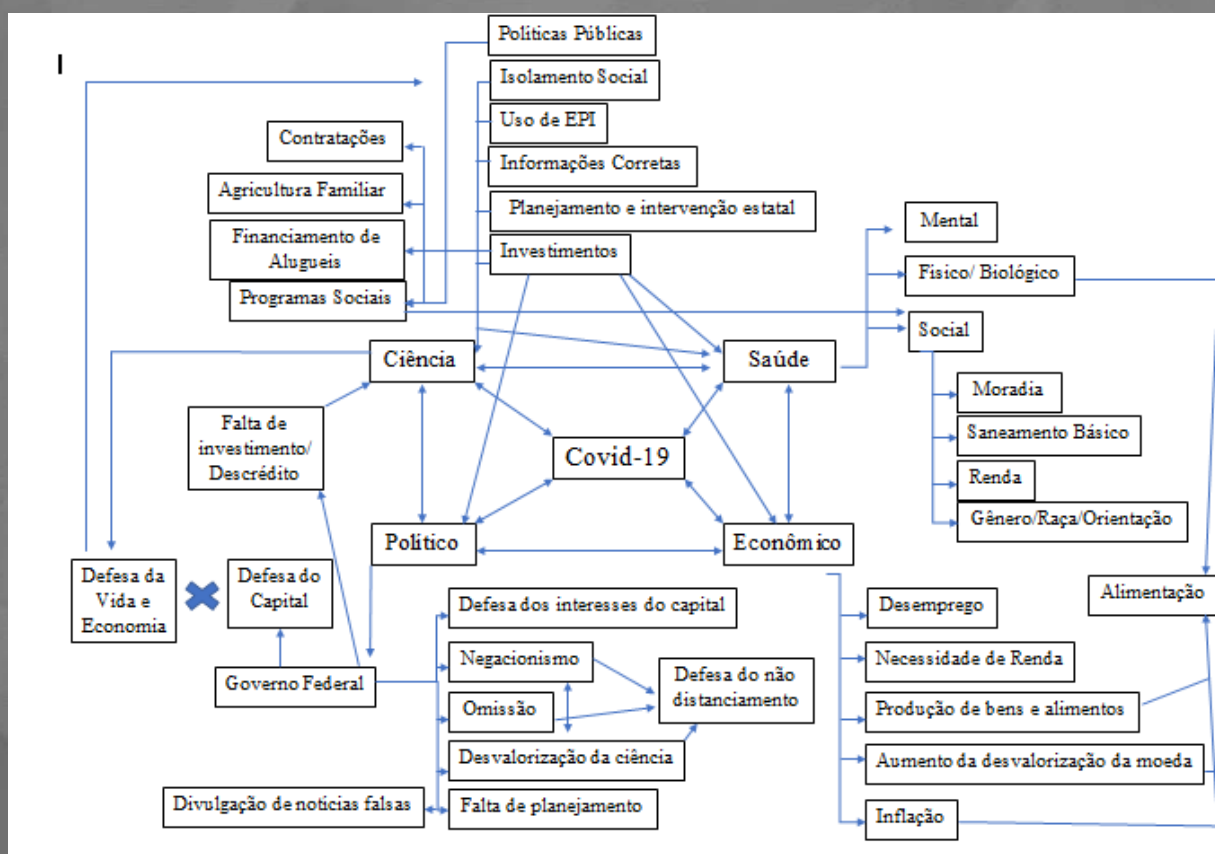 I
Políticas Públicas
Isolamento Social
Uso de EPI
Contratações
Informações Corretas
Agricultura Familiar
Planejamento e intervenção estatal
Mental
Financiamento de
Alugueis
Investimentos
Físico/ Biológico
Programas Sociais
Social
Ciência
Saúde
Moradia
Falta de
investimento/
Descrédito
Saneamento Básico
Covid-19
Renda
Gênero/Raça/Orientação
Político
Econômico
Defesa da
Vida e
Economia
Defesa do
Capital
Alimentação
Defesa dos interesses do capital
Desemprego
Negacionismo
Defesa do não
distanciamento
Necessidade de Renda
Governo Federal
Omissão
Produção de bens e alimentos
Desvalorização da ciência
Aumento da desvalorização da moeda
Divulgação de notícias falsas
Falta de planejamento
Inflação